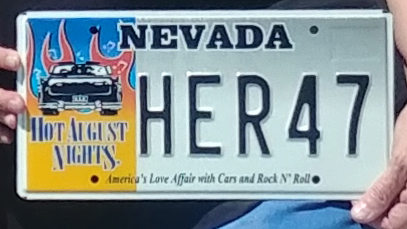 NEVADA
HER47
HOT AUGUST
NIGHTS.
America's Love Affair with Cars and Rock N' Roll